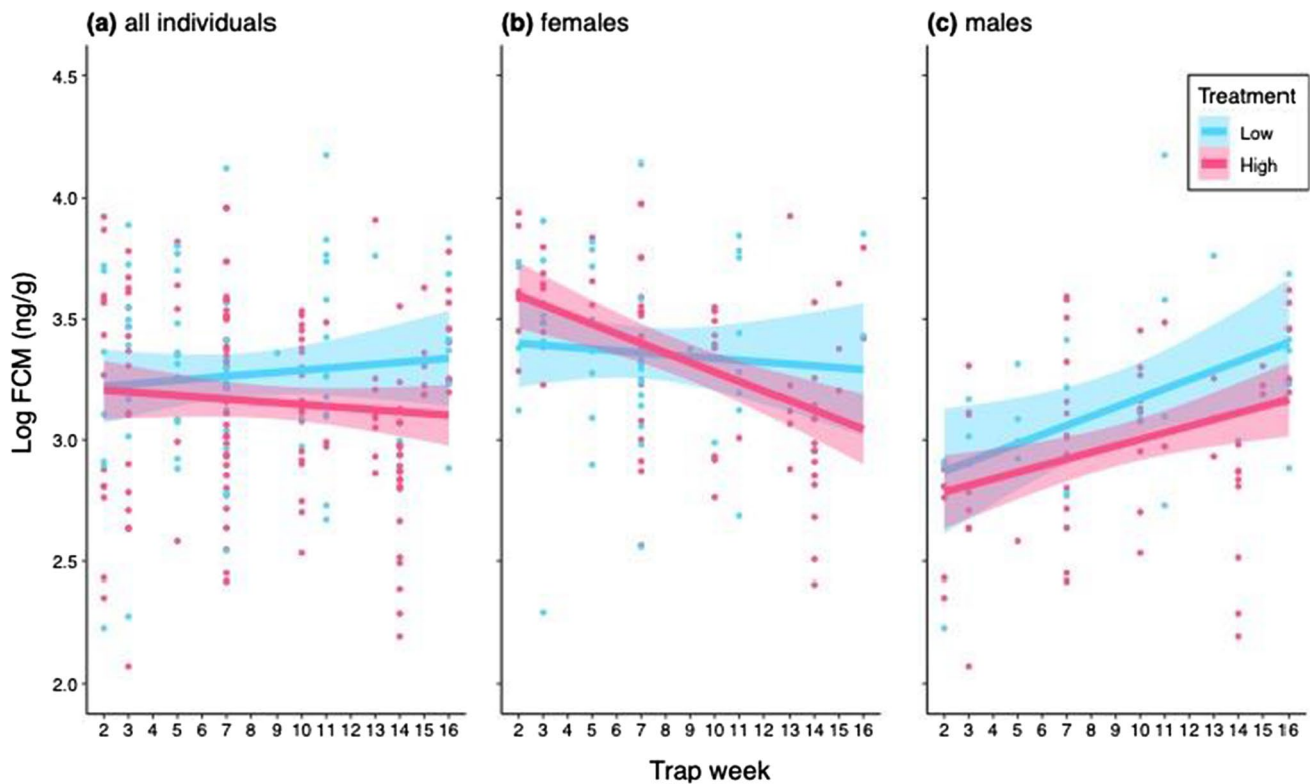 (a) all individuals
(b) females
(c) males
Treatment
Low
High
Log FCM (ng/g)
4.5
4.0
3.5
3.0
2.5
2.0
2 3 4 5 6 7 8 9 10 11 12 13 14 15 16
2 3 4 5 6 7 8 9 10 11 12 13 14 15 16
2 3 4 5 6 7 8 9 10 11 12 13 14 15 16
Trap week